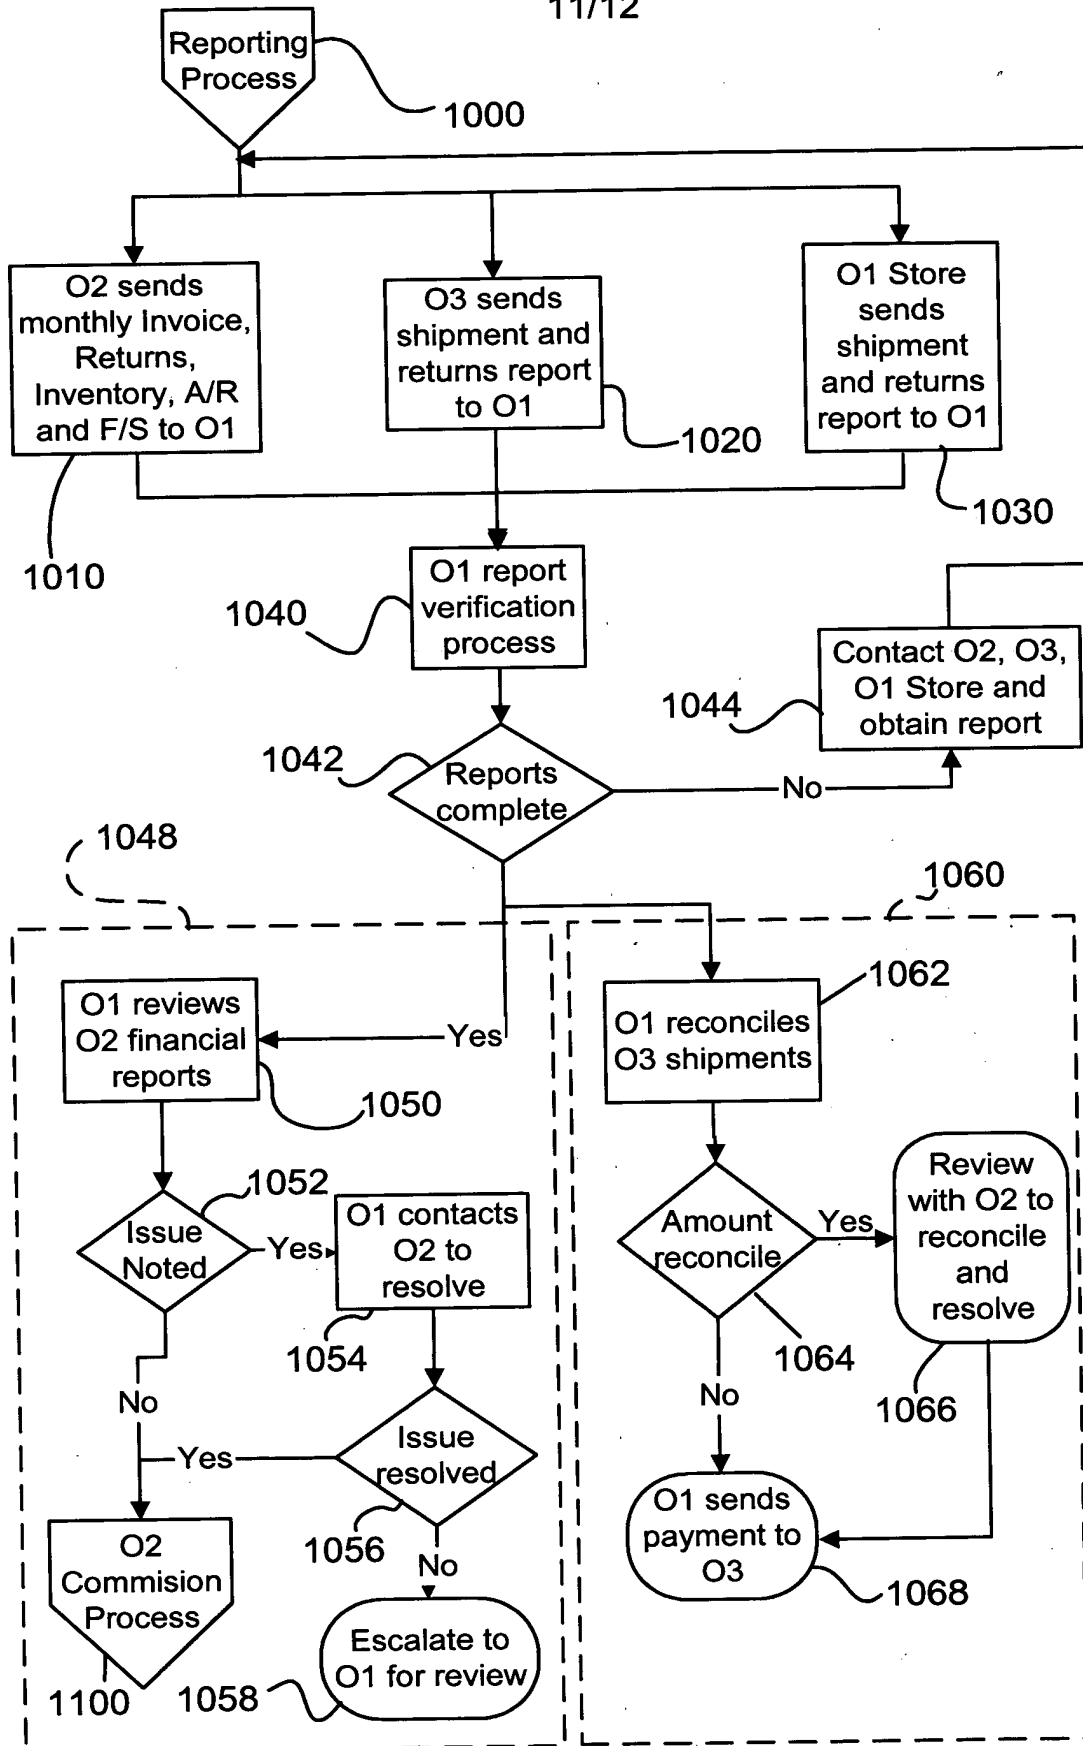 11/12
Reporting
Process
1000
O2 sends
monthly Invoice,
Returns,
Inventory, A/R
and F/S to O1
1010
O3 sends
shipment and
returns report
to O1
1020
O1 Store
sends
shipment
and returns
report to O1
1030
O1 report
verification
process
1040
Contact O2, O3,
O1 Store and
obtain report
1044
Reports
complete
1042
No
1048
1060
Yes
O1 reviews
O2 financial
reports
1050
O1 reconciles
O3 shipments
1062
Issue
Noted
1052
Yes
O1 contacts
O2 to
resolve
1054
Amount
reconcile
1064
Yes
Review
with O2 to
reconcile
and
resolve
1066
No
No
Yes
Issue
resolved
1056
No
O2
Commision
Process
1100
Escalate to
O1 for review
1058
O1 sends
payment to
O3
1068